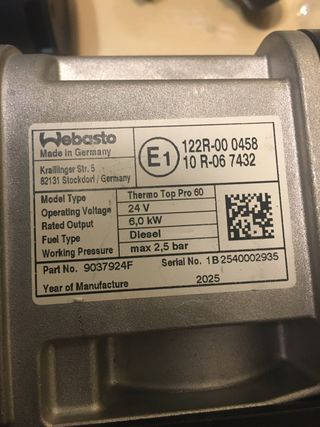 Webasto
Made in Germany
Kraillinger Str. 5
82131 Stockdorf / Germany
E1
122R-00 0458
10 R-06 7432
Model Type Thermo Top Pro 60
Operating Voltage 24 V
Rated Output 6,0 kW
Fuel Type Diesel
Working Pressure max 2,5 bar
Part No. 9037924F Serial No. 1B2540002935
Year of Manufacture 2025